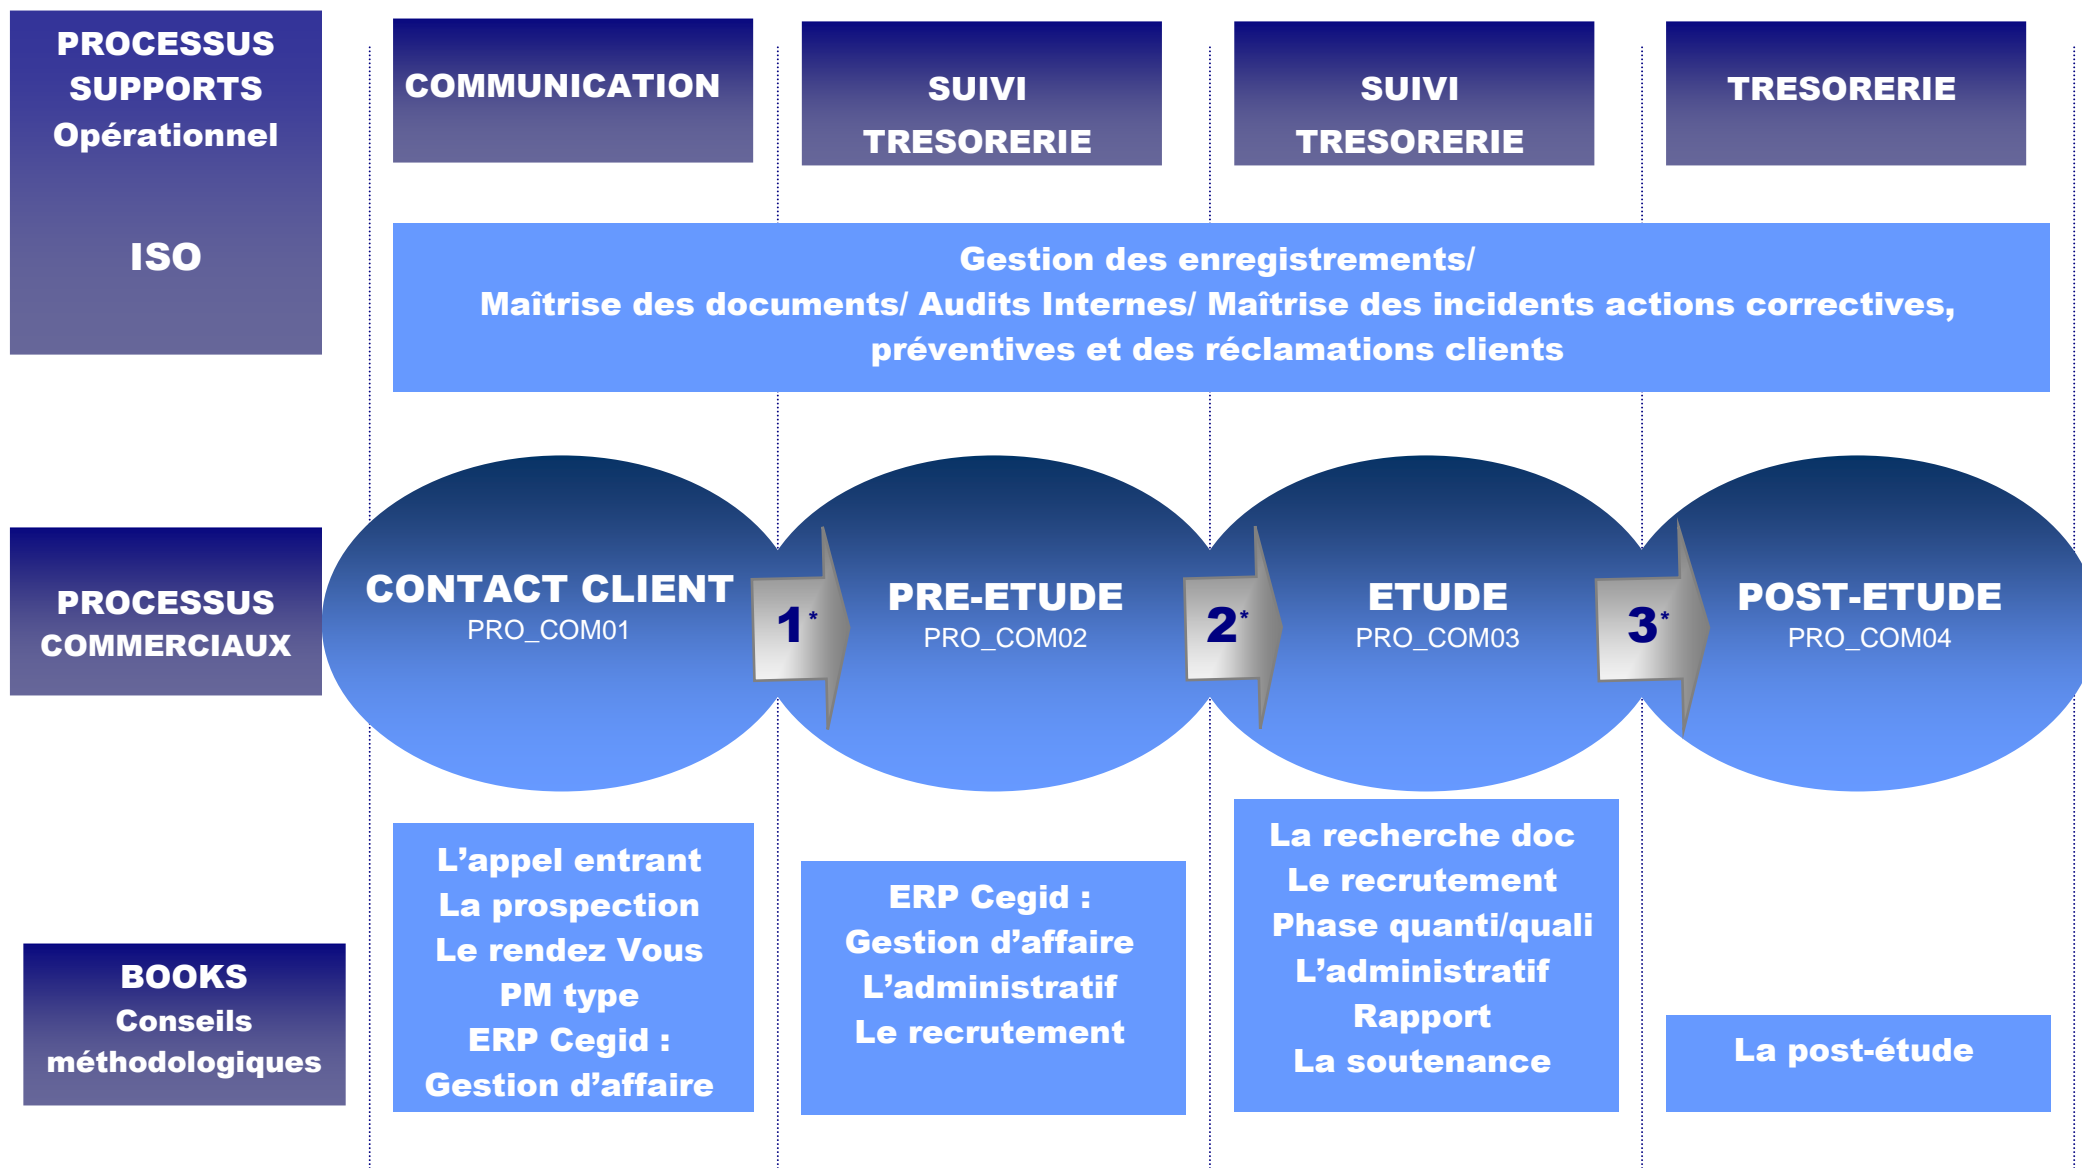 PROCESSUS
SUPPORTS
Opérationnel
ISO
COMMUNICATION
SUIVI
TRESORERIE
SUIVI
TRESORERIE
TRESORERIE
Gestion des enregistrements/
Maîtrise des documents/ Audits Internes/ Maîtrise des incidents actions correctives,
préventives et des réclamations clients
PROCESSUS
COMMERCIAUX
CONTACT CLIENT
PRO_COM01
1*
PRE-ETUDE
PRO_COM02
2*
ETUDE
PRO_COM03
3*
POST-ETUDE
PRO_COM04
BOOKS
Conseils
méthodologiques
L’appel entrant
La prospection
Le rendez Vous
PM type
ERP Cegid :
Gestion d’affaire
ERP Cegid :
Gestion d’affaire
L’administratif
Le recrutement
La recherche doc
Le recrutement
Phase quanti/quali
L’administratif
Rapport
La soutenance
La post-étude